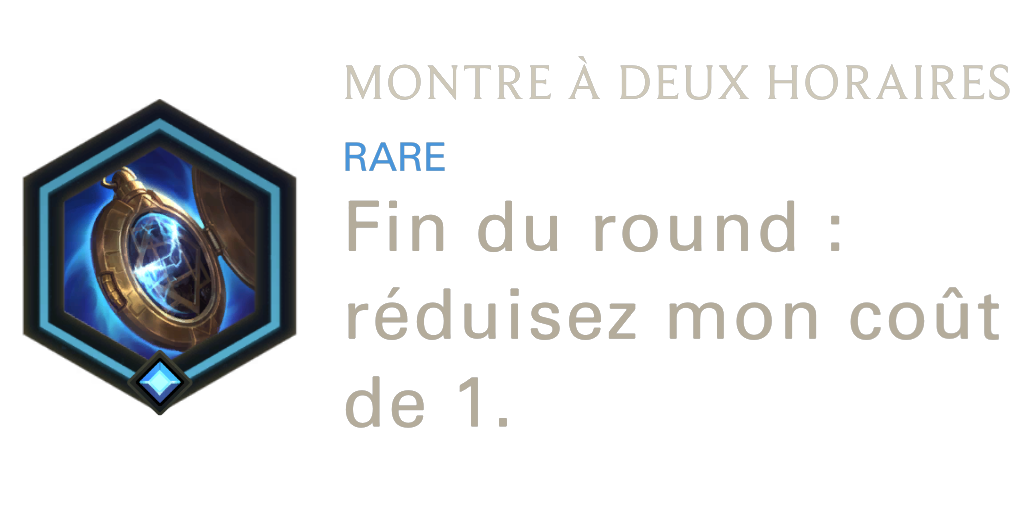 MONTRE À DEUX HORAIRES
RARE
Fin du round :
réduisez mon coût
de 1.